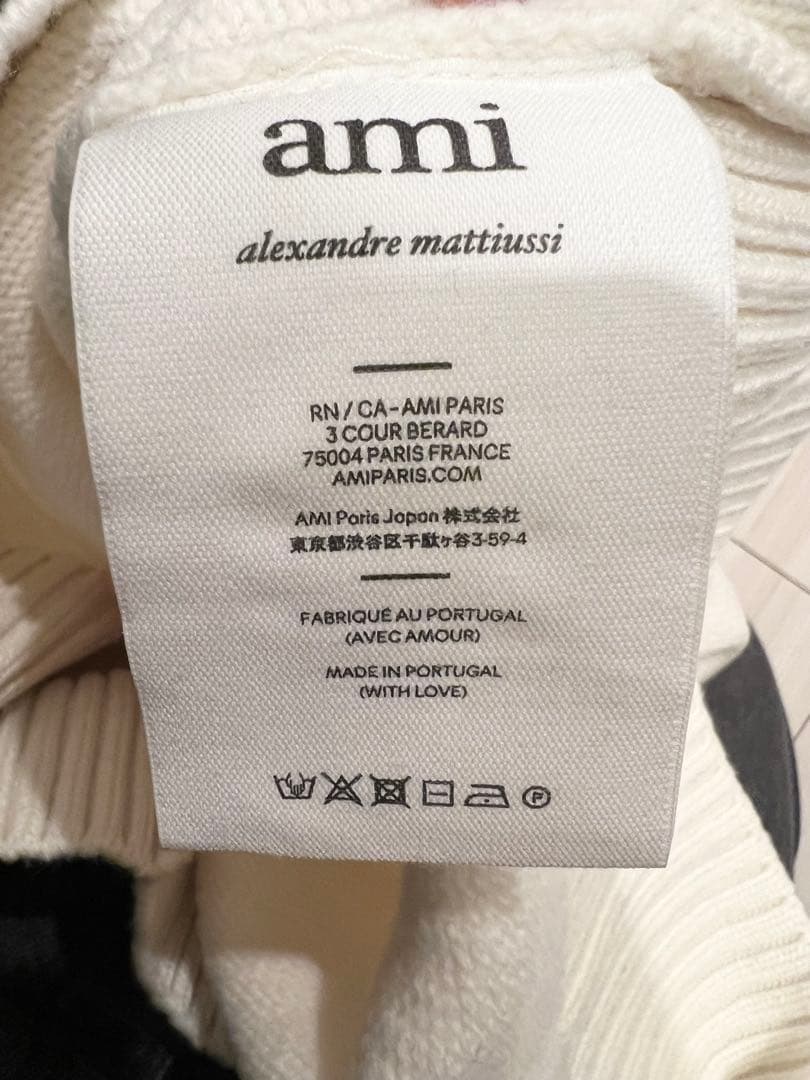 ami
alexandre mattiussi
RN / CA-AMI PARIS
3 COUR BERARD
75004 PARIS FRANCE
AMIPARIS.COM
AMI Paris Japan 株式会社
東京都渋谷区千駄ヶ谷3-59-4
FABRIQUÉ AU PORTUGAL
(AVEC AMOUR)
MADE IN PORTUGAL
(WITH LOVE)
P